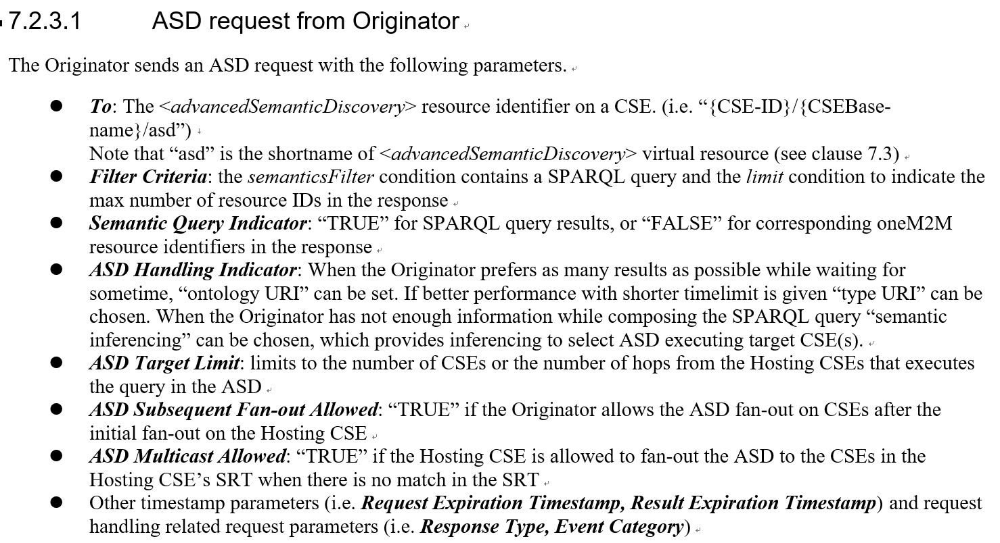 7.2.3.1 ASD request from Originator
The Originator sends an ASD request with the following parameters.
● To: The <advancedSemanticDiscovery> resource identifier on a CSE. (i.e. “{CSE-ID}/{CSEBase-
name}/asd”)
Note that “asd” is the shortname of <advancedSemanticDiscovery> virtual resource (see clause 7.3)
● Filter Criteria: the semanticsFilter condition contains a SPARQL query and the limit condition to indicate the
max number of resource IDs in the response
● Semantic Query Indicator: “TRUE” for SPARQL query results, or “FALSE” for corresponding oneM2M
resource identifiers in the response
● ASD Handling Indicator: When the Originator prefers as many results as possible while waiting for
sometime, “ontology URI” can be set. If better performance with shorter timelimit is given “type URI” can be
chosen. When the Originator has not enough information while composing the SPARQL query “semantic
inferencing” can be chosen, which provides inferencing to select ASD executing target CSE(s).
● ASD Target Limit: limits to the number of CSEs or the number of hops from the Hosting CSEs that executes
the query in the ASD
● ASD Subsequent Fan-out Allowed: “TRUE” if the Originator allows the ASD fan-out on CSEs after the
initial fan-out on the Hosting CSE
● ASD Multicast Allowed: “TRUE” if the Hosting CSE is allowed to fan-out the ASD to the CSEs in the
Hosting CSE’s SRT when there is no match in the SRT
● Other timestamp parameters (i.e. Request Expiration Timestamp, Result Expiration Timestamp) and request
handling related request parameters (i.e. Response Type, Event Category)